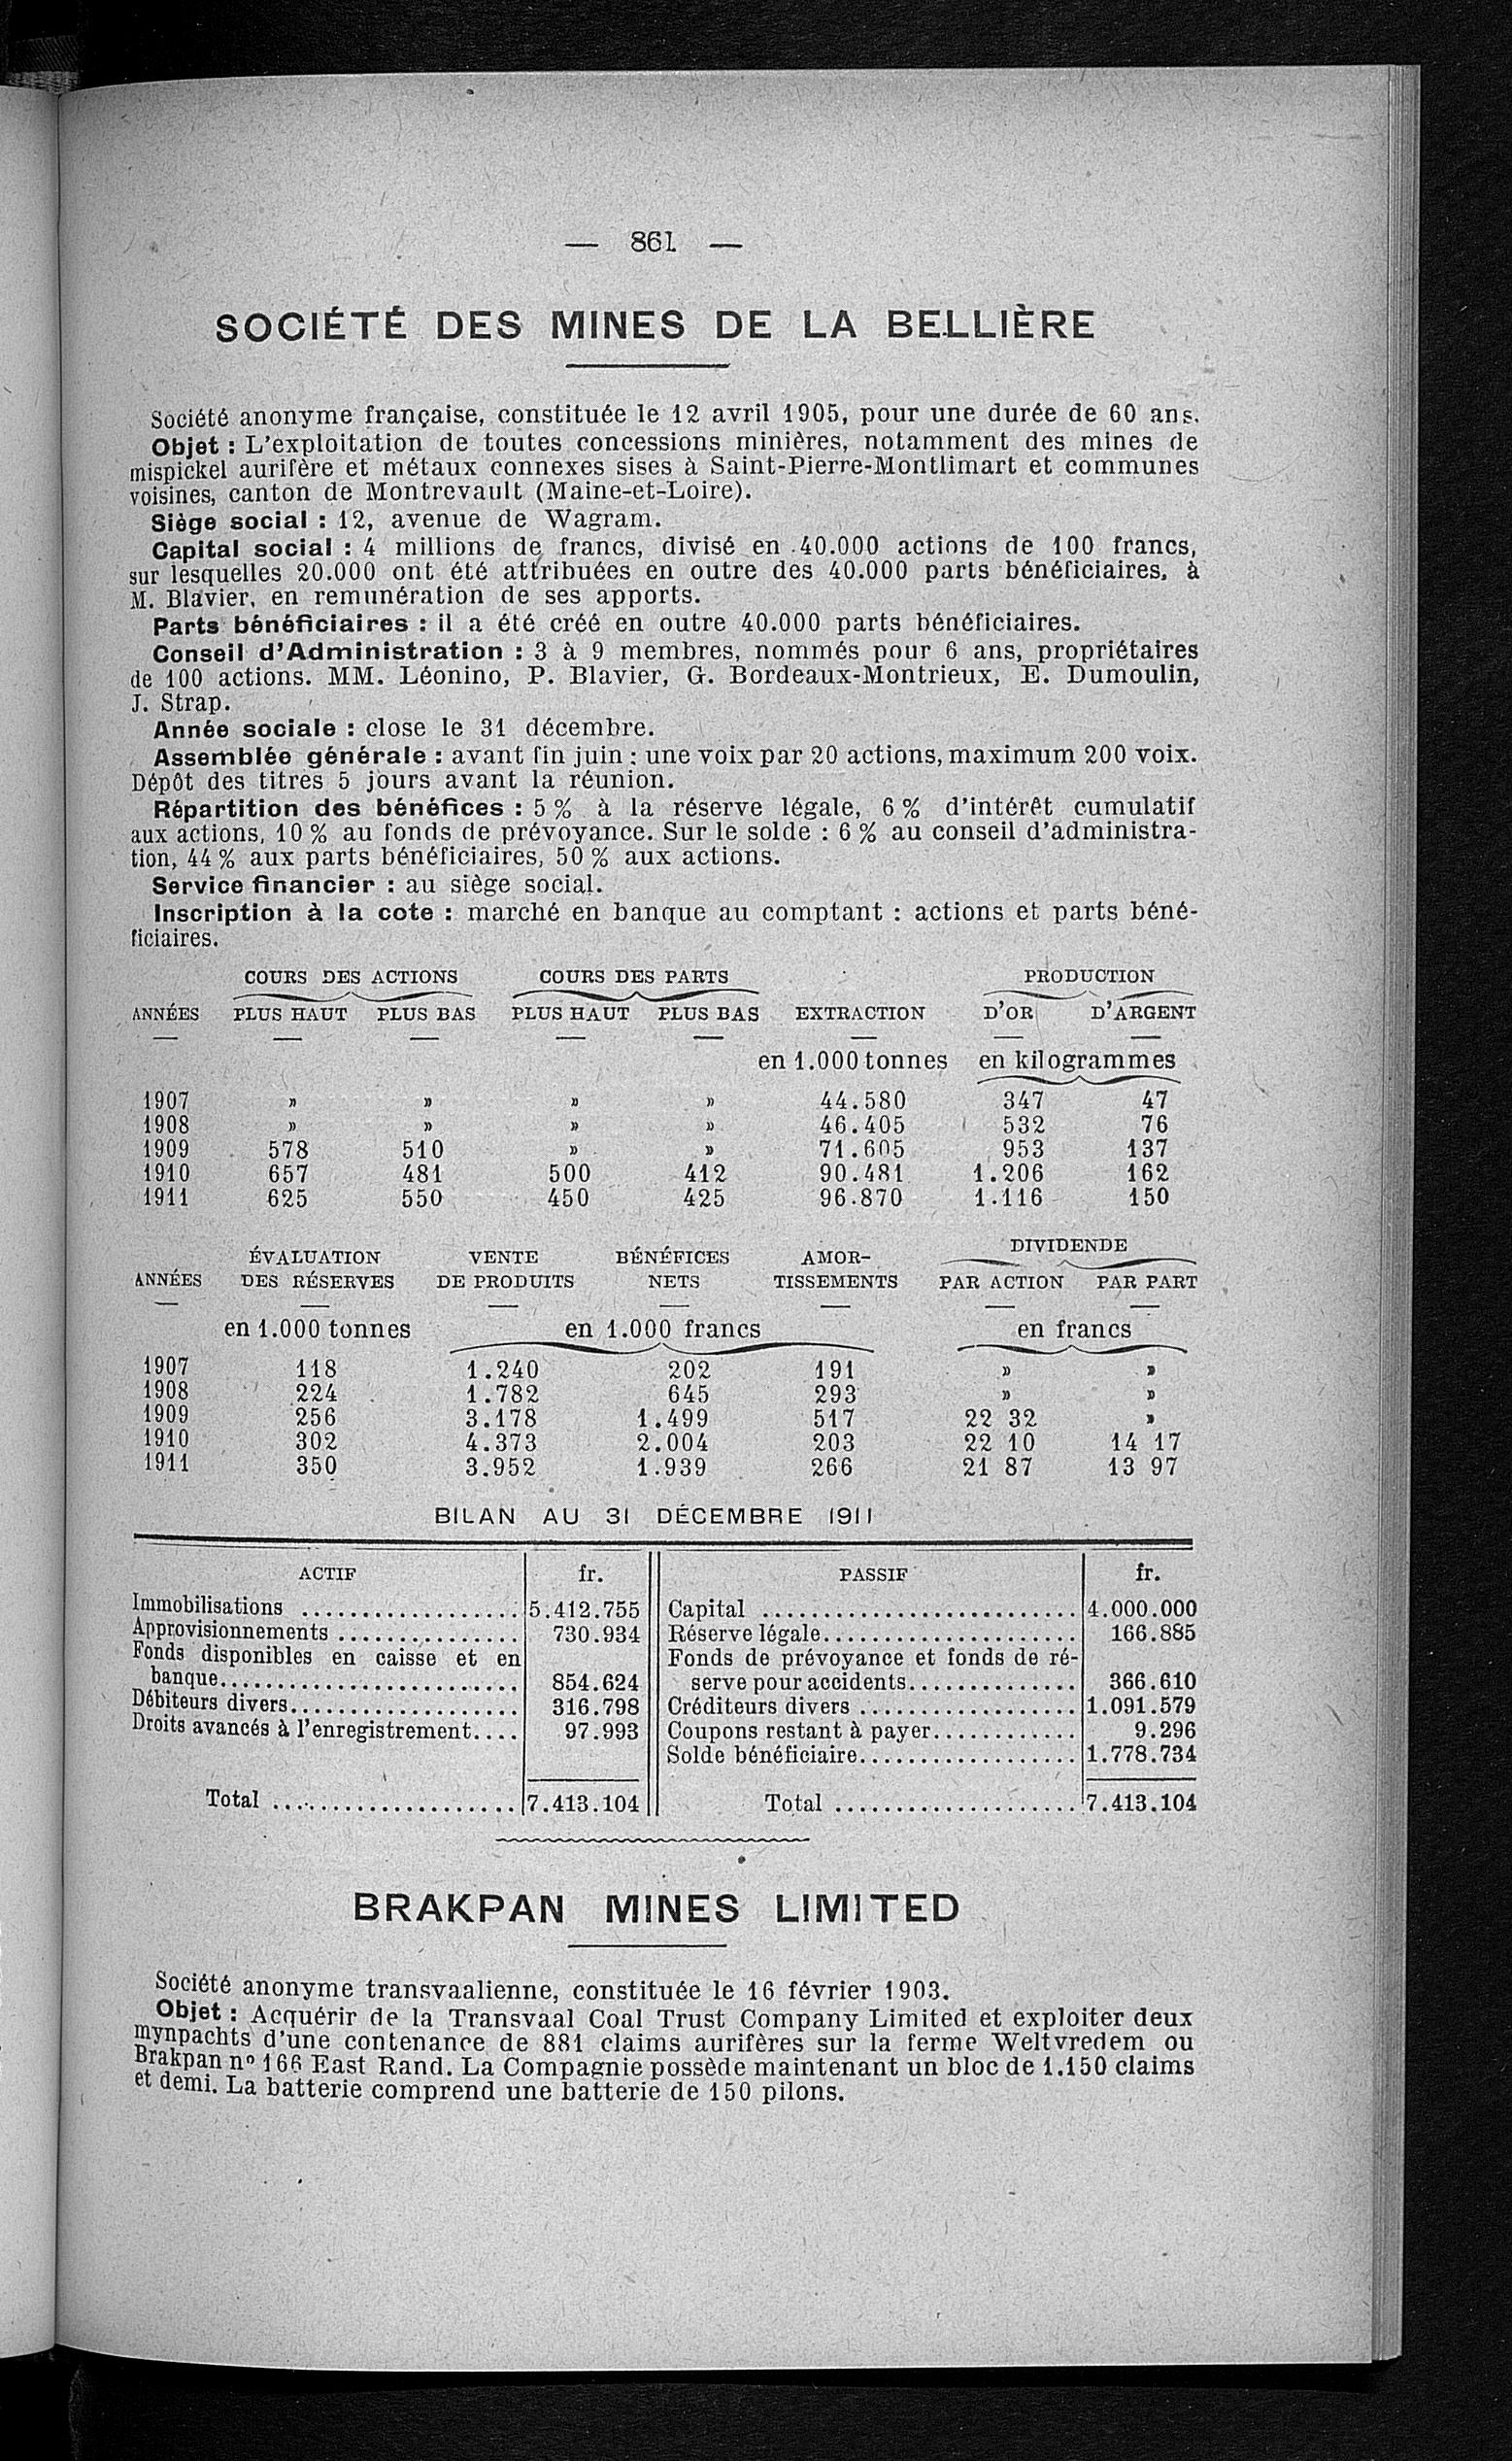 — 861 —
SOCIÉTÉ DES MINES DE LA BELLIÈRE
Société anonyme française, constituée le 12 avril 1905, pour une durée de 60 ans.
Objet : L'exploitation de toutes concessions minières, notamment des mines de
mispickel aurifère et métaux connexes sises à Saint-Pierre-Montlimart et communes
voisines, canton de Montrevault (Maine-et-Loire).
Siège social : 12, avenue de Wagram.
Capital social : 4 millions de francs, divisé en 40.000 actions de 100 francs,
sur lesquelles 20.000 ont été attribuées en outre des 40.000 parts bénéficiaires, à
M. Blavier, en remunération de ses apports.
Parts bénéficiaires : il a été créé en outre 40.000 parts bénéficiaires.
Conseil d'Administration : 3 à 9 membres, nommés pour 6 ans, propriétaires
de 100 actions. MM. Léonino, P. Blavier, G. Bordeaux-Montrieux, E. Dumoulin,
J. Strap.
Année sociale : close le 31 décembre.
Assemblée générale : avant fin juin ; une voix par 20 actions, maximum 200 voix.
Dépôt des titres 5 jours avant la réunion.
Répartition des bénéfices : 5 % à la réserve légale, 6 % d'intérêt cumulatif
aux actions, 10 % au fonds de prévoyance. Sur le solde : 6 % au conseil d'administra-
tion, 44 % aux parts bénéficiaires, 50 % aux actions.
Service financier : au siège social.
Inscription à la cote : marché en banque au comptant : actions et parts béné-
ficiaires.
COURS DES ACTIONS COURS DES PARTS PRODUCTION
ANNÉES PLUS HAUT PLUS BAS PLUS HAUT PLUS BAS EXTRACTION D'OR D'ARGENT
en 1.000 tonnes en kilogrammes
1907 » » » » 44.580 347 47
1908 » » » » 46.405 532 76
1909 578 510 » » 71.605 953 137
1910 657 481 500 412 90.481 1.206 162
1911 625 550 450 425 96.870 1.116 150
ÉVALUATION VENTE BÉNÉFICES AMOR- DIVIDENDE
ANNÉES DES RÉSERVES DE PRODUITS NETS TISSEMENTS PAR ACTION PAR PART
en 1.000 tonnes en 1.000 francs en francs
1907 118 1.240 202 191 » »
1908 224 1.782 645 293 » »
1909 256 3.178 1.499 517 22 32 »
1910 302 4.373 2.004 203 22 10 14 17
1911 350 3.952 1.939 266 21 87 13 97
BILAN AU 31 DÉCEMBRE 1911
ACTIF fr. PASSIF fr.
Immobilisations .................. 5.412.755 Capital .......................... 4.000.000
Approvisionnements ............... 730.934 Réserve légale..................... 166.885
Fonds disponibles en caisse et en Fonds de prévoyance et fonds de ré-
banque......................... 854.624 serve pour accidents.............. 366.610
Débiteurs divers................... 316.798 Créditeurs divers .................. 1.091.579
Droits avancés à l'enregistrement.... 97.993 Coupons restant à payer............ 9.296
Solde bénéficiaire.................. 1.778.734
Total .................... 7.413.104 Total .................... 7.413.104
BRAKPAN MINES LIMITED
Société anonyme transvaalienne, constituée le 16 février 1903.
Objet : Acquérir de la Transvaal Coal Trust Company Limited et exploiter deux
mynpachts d'une contenance de 881 claims aurifères sur la ferme Weltvredem ou
Brakpan nº 166 East Rand. La Compagnie possède maintenant un bloc de 1.150 claims
et demi. La batterie comprend une batterie de 150 pilons.